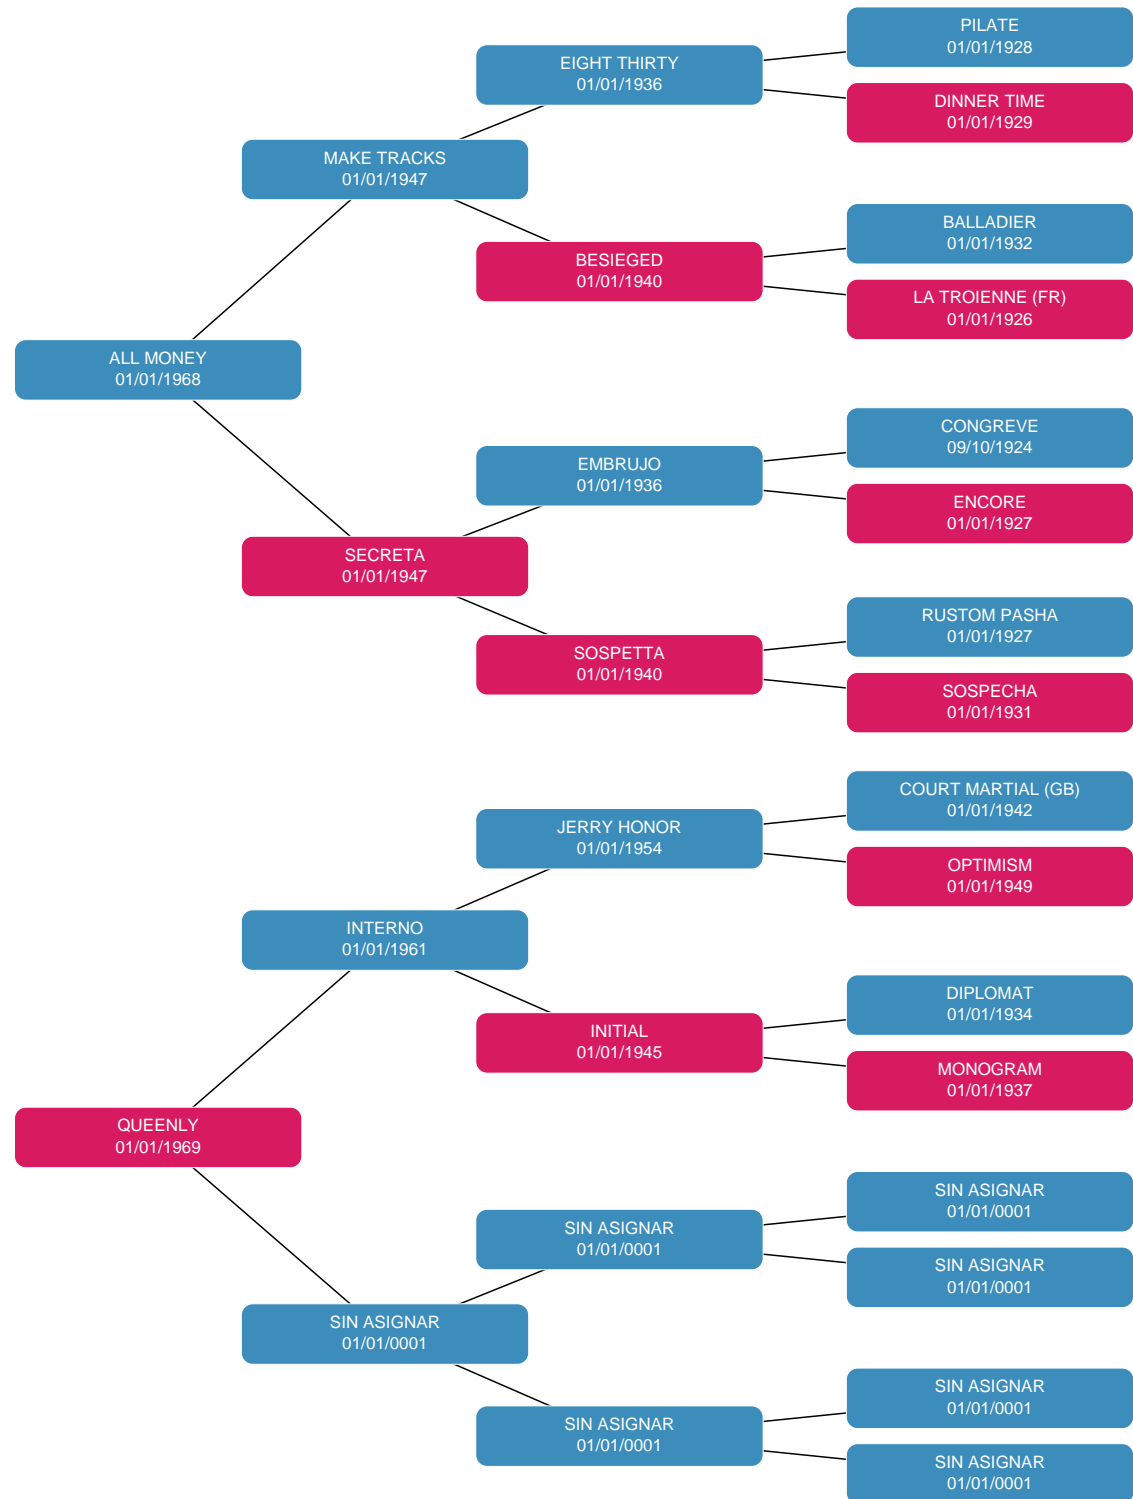 PILATE
01/01/1928
EIGHT THIRTY
01/01/1936
DINNER TIME
01/01/1929
MAKE TRACKS
01/01/1947
BALLADIER
01/01/1932
BESIEGED
01/01/1940
LA TROIENNE (FR)
01/01/1926
ALL MONEY
01/01/1968
CONGREVE
09/10/1924
EMBRUJO
01/01/1936
ENCORE
01/01/1927
SECRETA
01/01/1947
RUSTOM PASHA
01/01/1927
SOSPETTA
01/01/1940
SOSPECHA
01/01/1931
COURT MARTIAL (GB)
01/01/1942
JERRY HONOR
01/01/1954
OPTIMISM
01/01/1949
INTERNO
01/01/1961
DIPLOMAT
01/01/1934
INITIAL
01/01/1945
MONOGRAM
01/01/1937
QUEENLY
01/01/1969
SIN ASIGNAR
01/01/0001
SIN ASIGNAR
01/01/0001
SIN ASIGNAR
01/01/0001
SIN ASIGNAR
01/01/0001
SIN ASIGNAR
01/01/0001
SIN ASIGNAR
01/01/0001
SIN ASIGNAR
01/01/0001